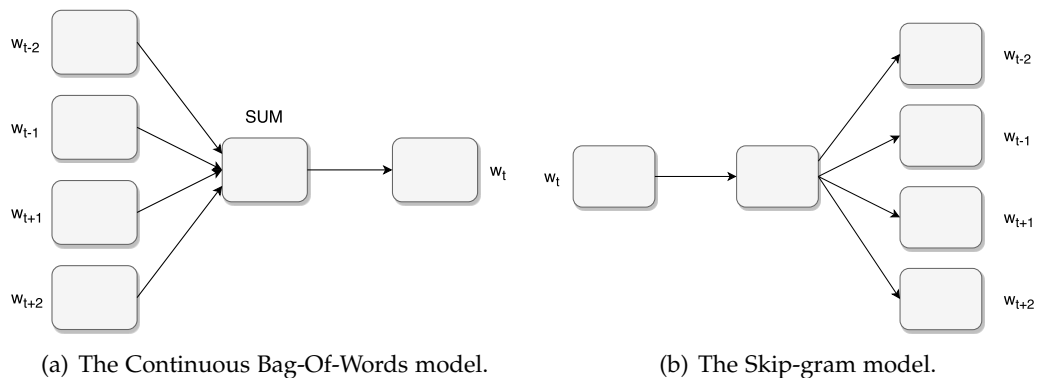 w_{t-2}
w_{t-1}
SUM
w_t
w_{t+1}
w_{t+2}
(a) The Continuous Bag-Of-Words model.
w_{t-2}
w_{t-1}
w_t
w_{t+1}
w_{t+2}
(b) The Skip-gram model.